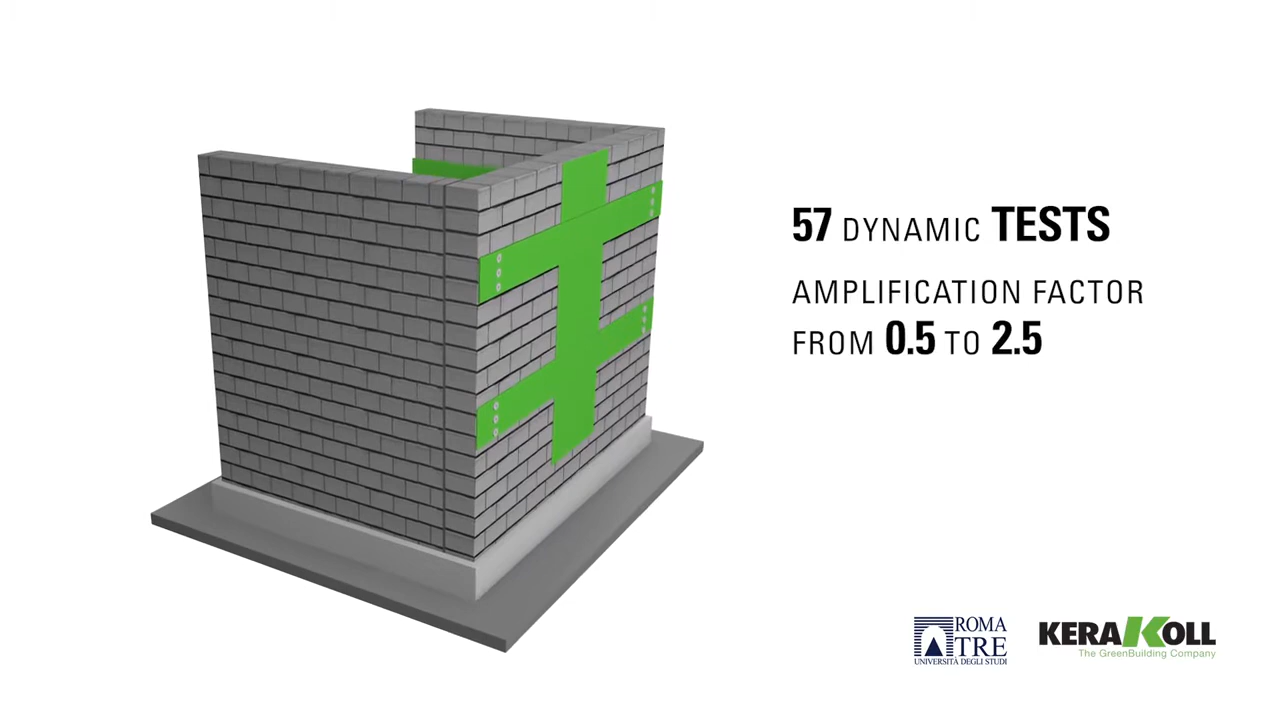 57 DYNAMIC TESTS
AMPLIFICATION FACTOR
FROM 0.5 TO 2.5
ROMA
TRE
UNIVERSITÀ DEGLI STUDI
KERAKOLL
The GreenBuilding Company